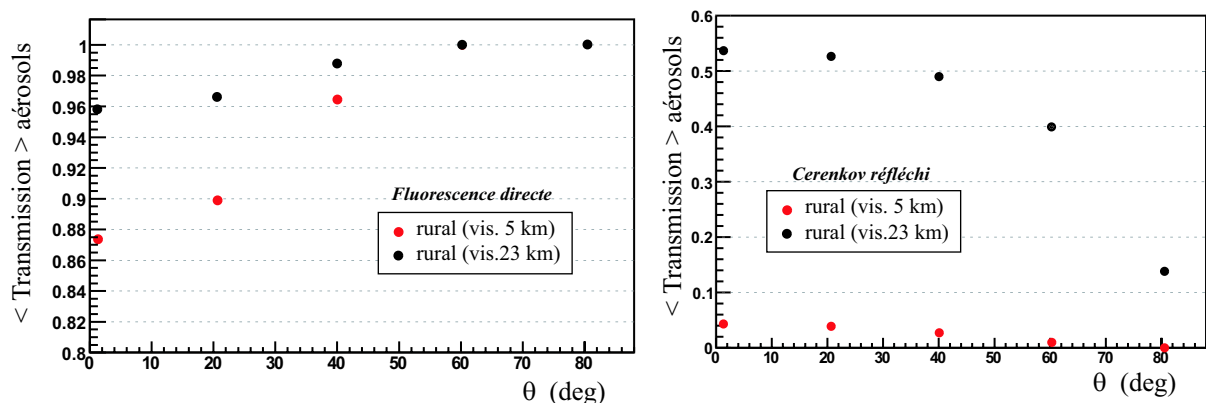 < Transmission > aérosols
1
0.98
0.96
0.94
0.92
0.9
0.88
0.86
0.84
0.82
0.8
Fluorescence directe
rural (vis. 5 km)
rural (vis.23 km)
0 10 20 30 40 50 60 70 80
θ (deg)
< Transmission > aérosols
0.6
0.5
0.4
0.3
0.2
0.1
0
Cerenkov réfléchi
rural (vis. 5 km)
rural (vis.23 km)
0 10 20 30 40 50 60 70 80
θ (deg)